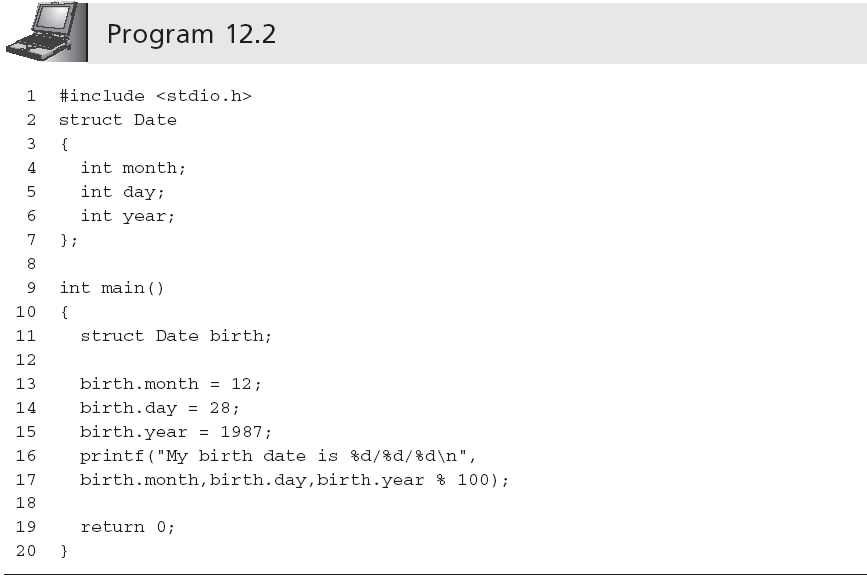 Program 12.2
1 #include <stdio.h>
2 struct Date
3 {
4   int month;
5   int day;
6   int year;
7 };
8
9 int main()
10 {
11   struct Date birth;
12
13   birth.month = 12;
14   birth.day = 28;
15   birth.year = 1987;
16   printf("My birth date is %d/%d/%d\n",
17   birth.month,birth.day,birth.year % 100);
18
19   return 0;
20 }